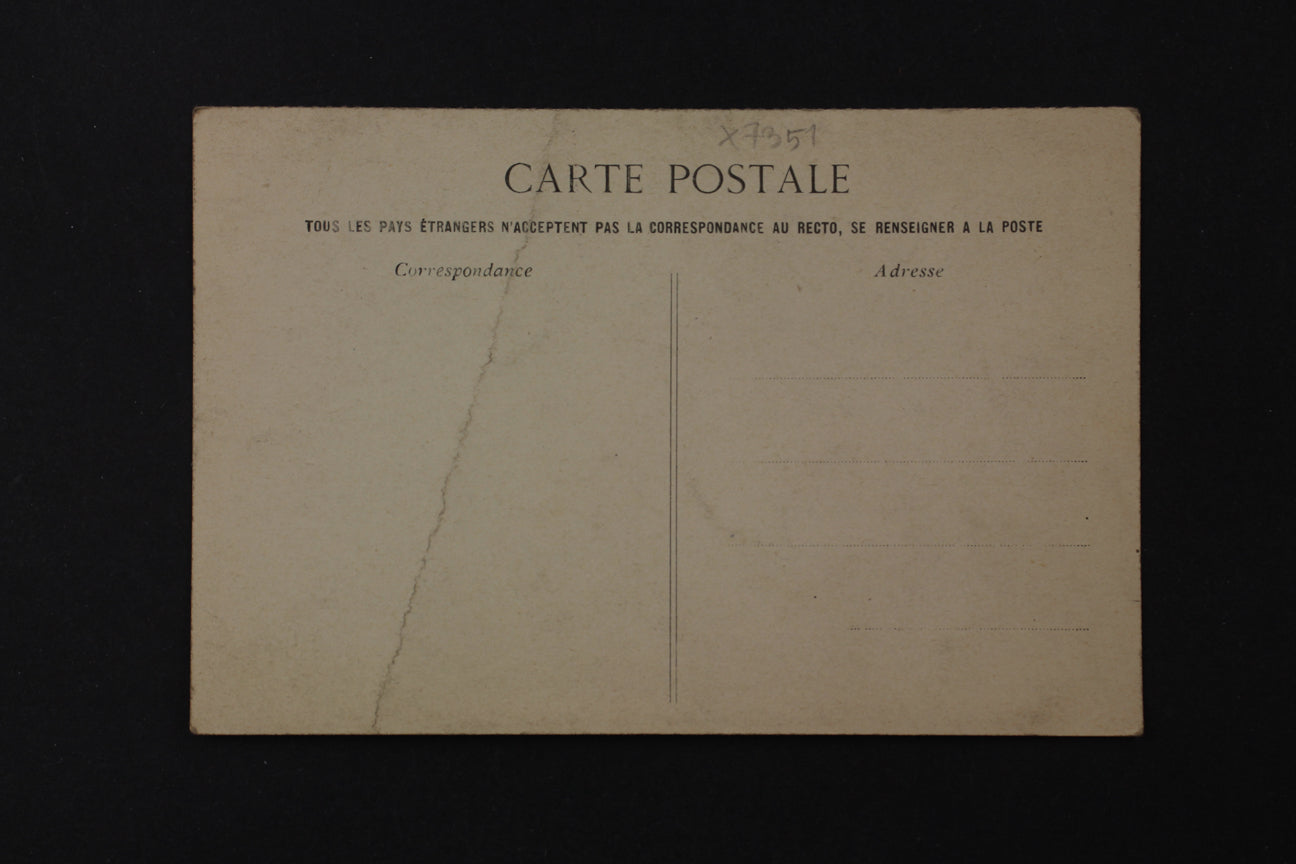 x7351
CARTE POSTALE
TOUS LES PAYS ÉTRANGERS N'ACCEPTENT PAS LA CORRESPONDANCE AU RECTO, SE RENSEIGNER A LA POSTE
Correspondance
Adresse